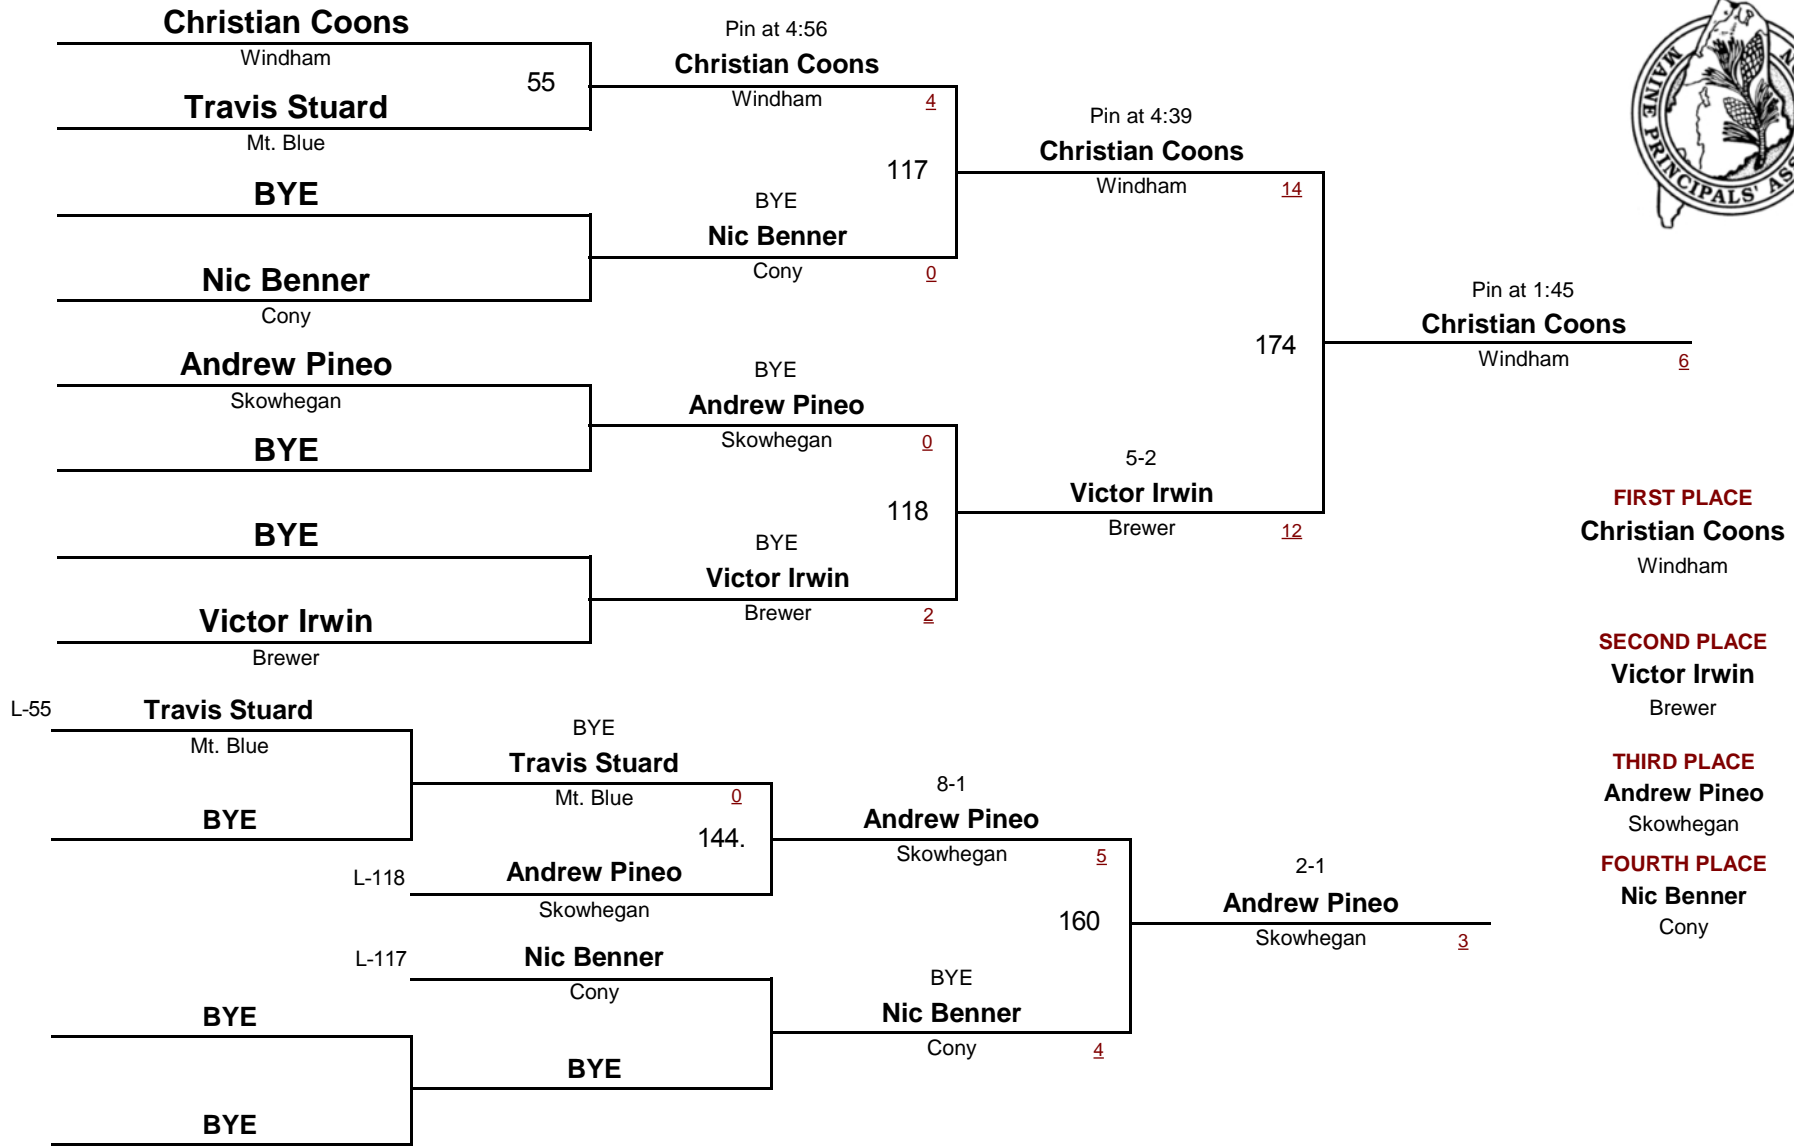 Christian Coons
Windham
55
Travis Stuard
Mt. Blue
BYE
Nic Benner
Cony
Andrew Pineo
Skowhegan
BYE
BYE
Victor Irwin
Brewer
Pin at 4:56
Christian Coons
Windham 4
117
BYE
Nic Benner
Cony 0
BYE
Andrew Pineo
Skowhegan 0
118
BYE
Victor Irwin
Brewer 2
Pin at 4:39
Christian Coons
Windham 14
174
5-2
Victor Irwin
Brewer 12
Pin at 1:45
Christian Coons
Windham 6
MAINE PRINCIPALS'
FIRST PLACE
Christian Coons
Windham
SECOND PLACE
Victor Irwin
Brewer
THIRD PLACE
Andrew Pineo
Skowhegan
FOURTH PLACE
Nic Benner
Cony
L-55 Travis Stuard
Mt. Blue
BYE
BYE
Travis Stuard
Mt. Blue 0
144.
L-118 Andrew Pineo
Skowhegan
L-117 Nic Benner
Cony
BYE
BYE
BYE
8-1
Andrew Pineo
Skowhegan 5
160
BYE
Nic Benner
Cony 4
2-1
Andrew Pineo
Skowhegan 3